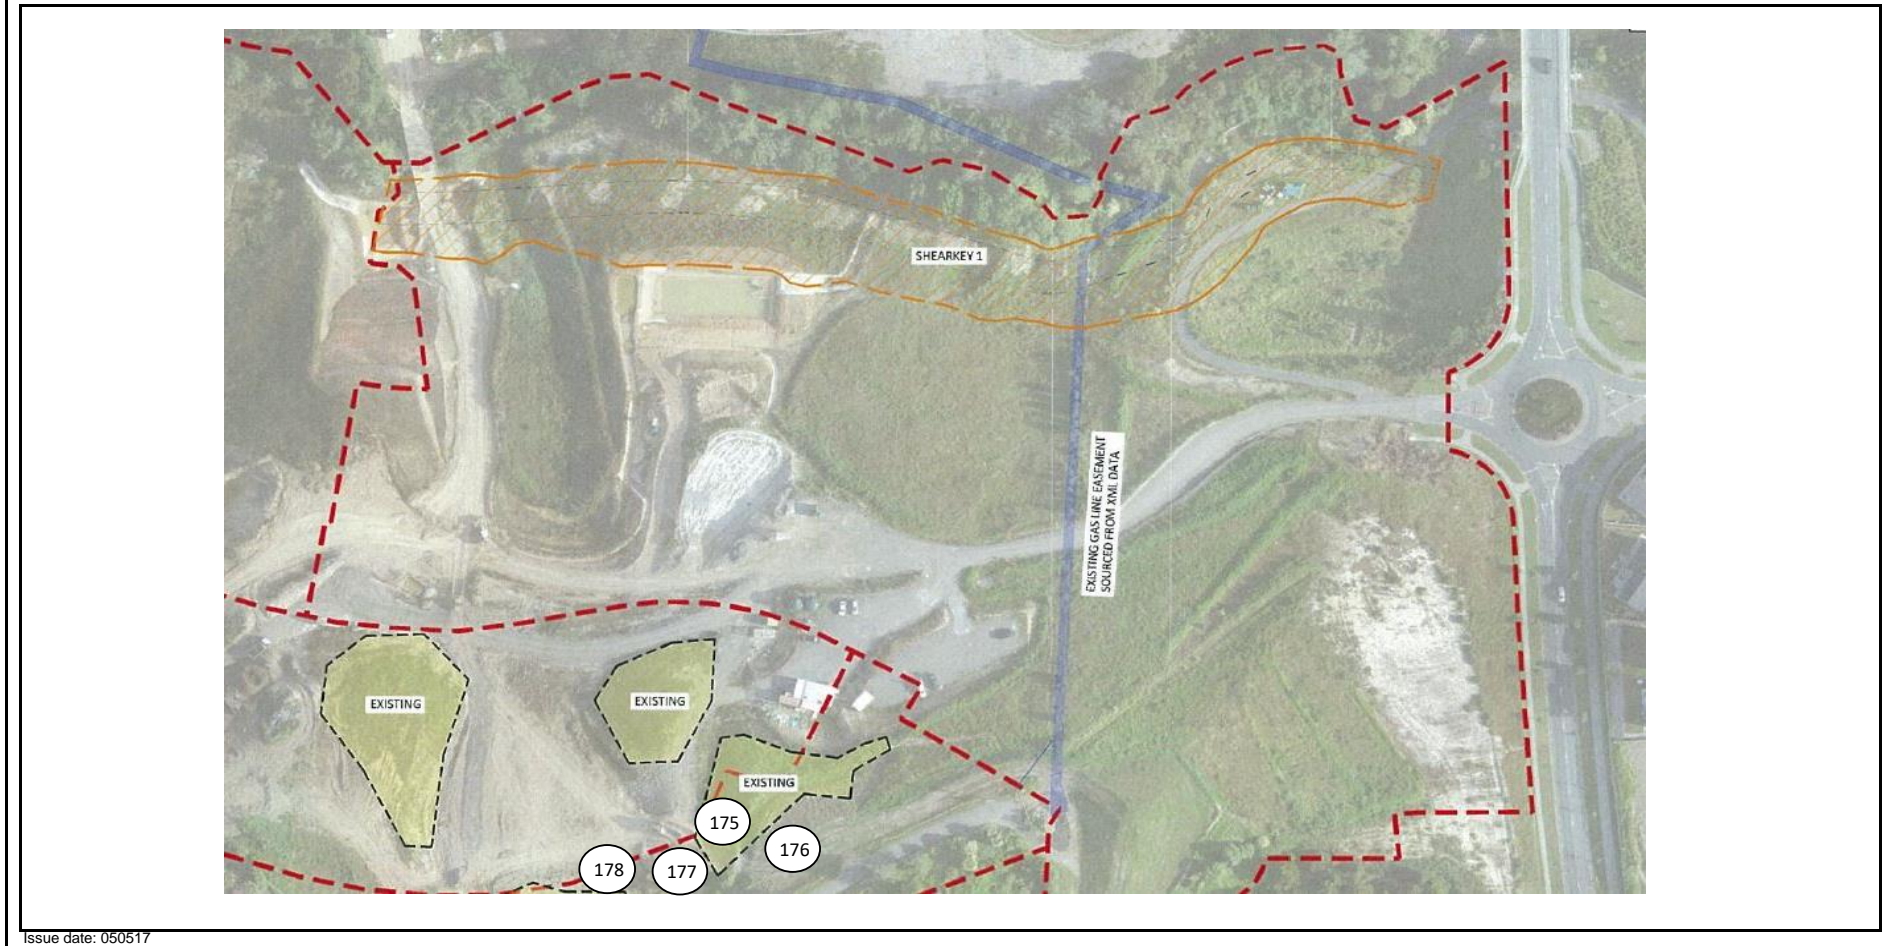 SHEARKEY 1
EXISTING GAS LINE EASEMENT
SOURCED FROM XML DATA
EXISTING
EXISTING
EXISTING
175
176
178
177
Issue date: 050517